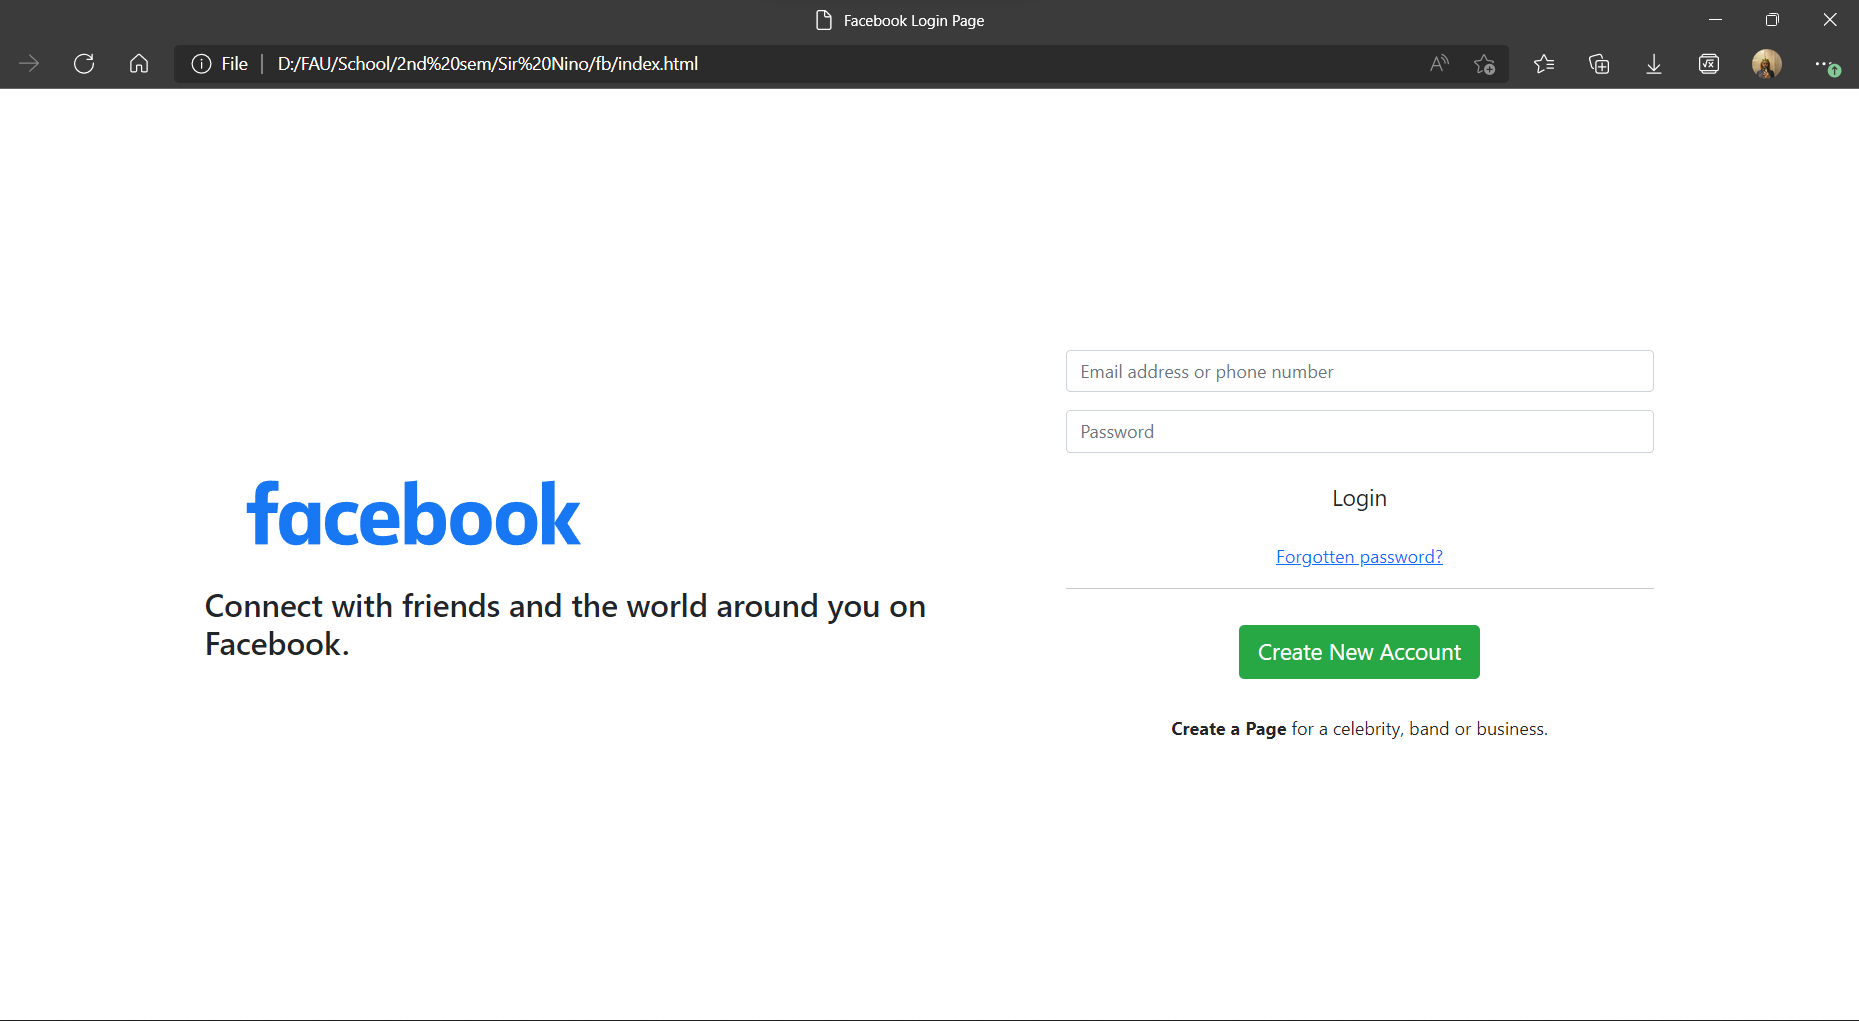 Facebook Login Page
File
D:/FAU/School/2nd%20sem/Sir%20Nino/fb/index.html
facebook
Connect with friends and the world around you on
Facebook.
Email address or phone number
Password
Login
Forgotten password?
Create New Account
Create a Page for a celebrity, band or business.